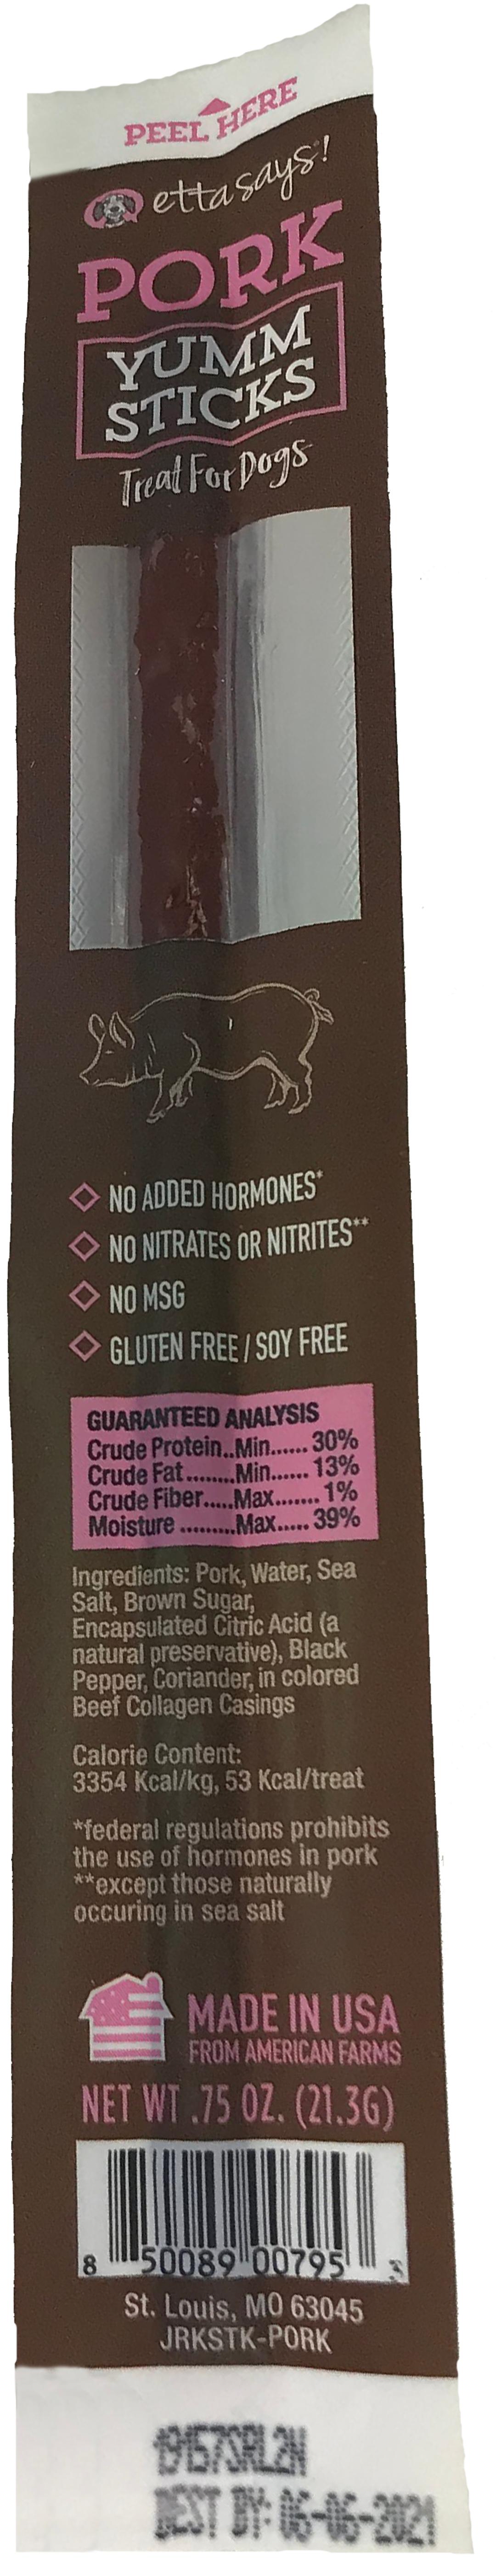 PEEL HERE
etta says!
PORK
YUMM
STICKS
Treat For Dogs
NO ADDED HORMONES*
NO NITRATES OR NITRITES**
NO MSG
GLUTEN FREE / SOY FREE
GUARANTEED ANALYSIS
Crude Protein..Min...... 30%
Crude Fat........Min...... 13%
Crude Fiber.....Max....... 1%
Moisture .........Max..... 39%
Ingredients: Pork, Water, Sea
Salt, Brown Sugar,
Encapsulated Citric Acid (a
natural preservative), Black
Pepper, Coriander, in colored
Beef Collagen Casings
Calorie Content:
3354 Kcal/kg, 53 Kcal/treat
*federal regulations prohibits
the use of hormones in pork
**except those naturally
occuring in sea salt
MADE IN USA
FROM AMERICAN FARMS
NET WT .75 OZ. (21.3G)
8 50089 00795 3
St. Louis, MO 63045
JRKSTK-PORK
BEST BY: 06-06-2021